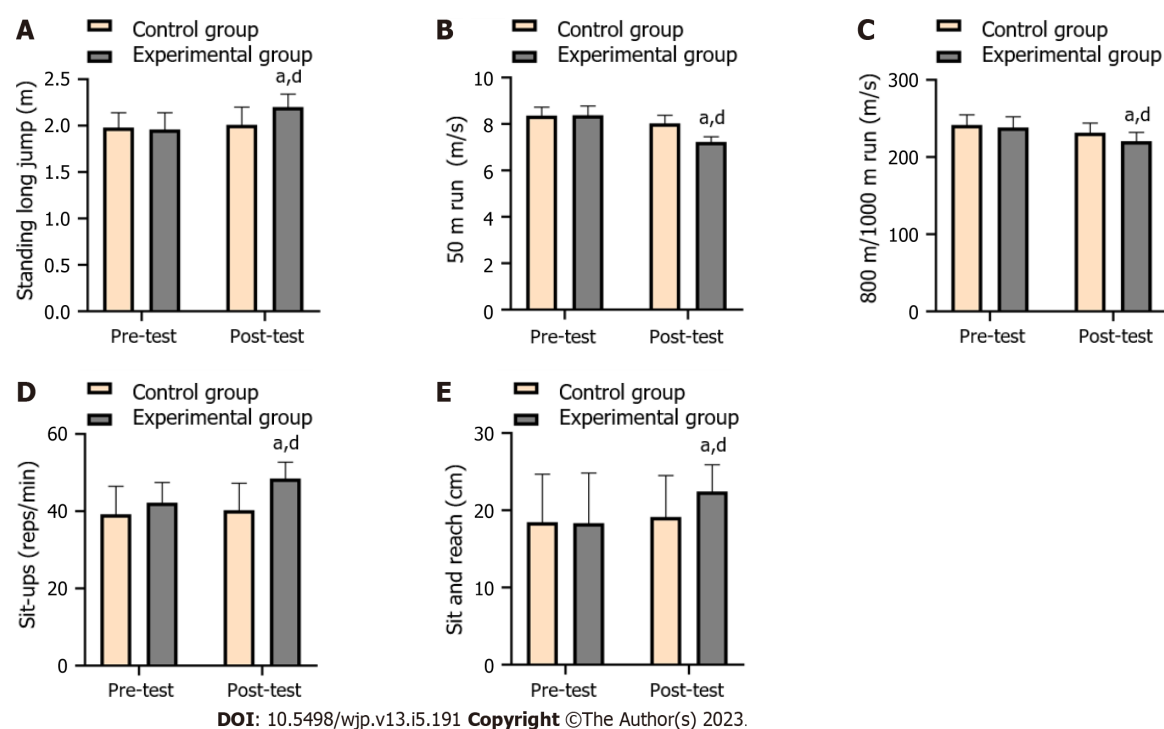 A
Control group
Experimental group
a,d
Standing long jump (m)
2.5
2.0
1.5
1.0
0.5
0.0
Pre-test
Post-test
B
Control group
Experimental group
a,d
50 m run (m/s)
10
8
6
4
2
0
Pre-test
Post-test
C
Control group
Experimental group
a,d
800 m/1000 m run (m/s)
300
200
100
0
Pre-test
Post-test
D
Control group
Experimental group
a,d
Sit-ups (reps/min)
60
40
20
0
Pre-test
Post-test
E
Control group
Experimental group
a,d
Sit and reach (cm)
30
20
10
0
Pre-test
Post-test
DOI: 10.5498/wjp.v13.i5.191 Copyright ©The Author(s) 2023.